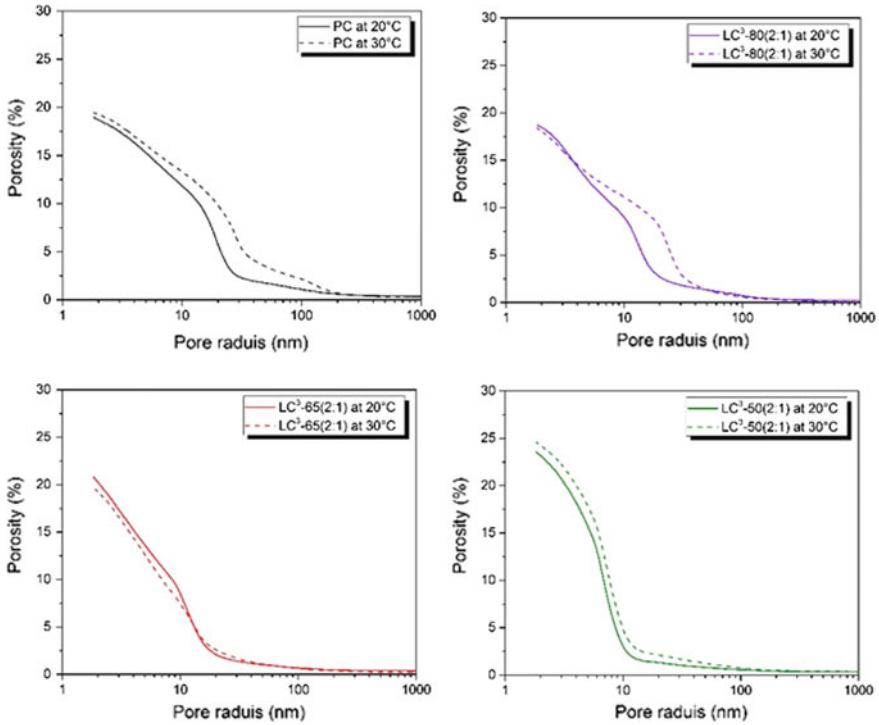 30
25
20
15
10
5
0
Porosity (%)
PC at 20°C
PC at 30°C
1
10
100
1000
Pore raduis (nm)
30
25
20
15
10
5
0
Porosity (%)
LC³-80(2:1) at 20°C
LC³-80(2:1) at 30°C
1
10
100
1000
Pore raduis (nm)
30
25
20
15
10
5
0
Porosity (%)
LC³-65(2:1) at 20°C
LC³-65(2:1) at 30°C
1
10
100
1000
Pore raduis (nm)
30
25
20
15
10
5
0
Porosity (%)
LC³-50(2:1) at 20°C
LC³-50(2:1) at 30°C
1
10
100
1000
Pore raduis (nm)